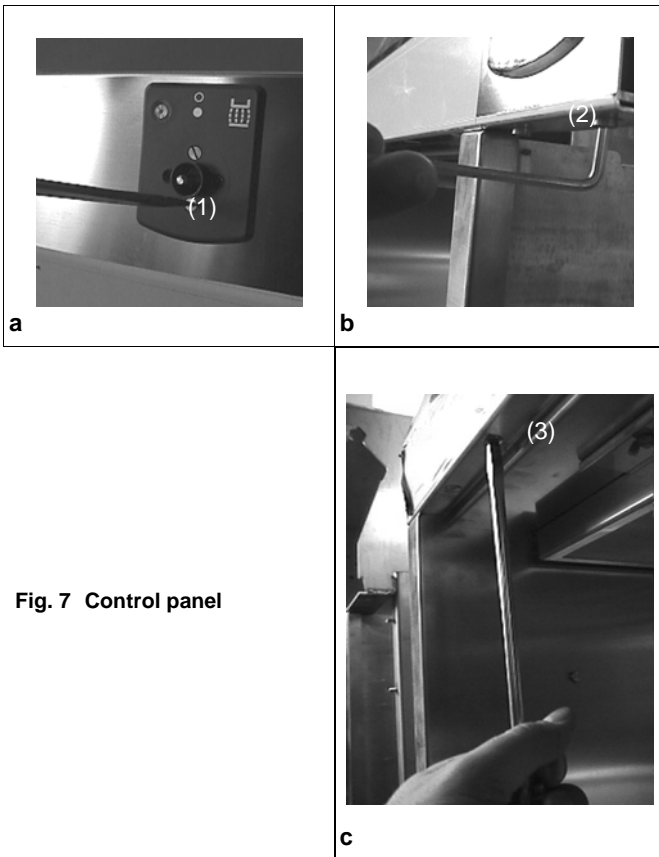 (1)
a
(2)
b
Fig. 7 Control panel
(3)
c